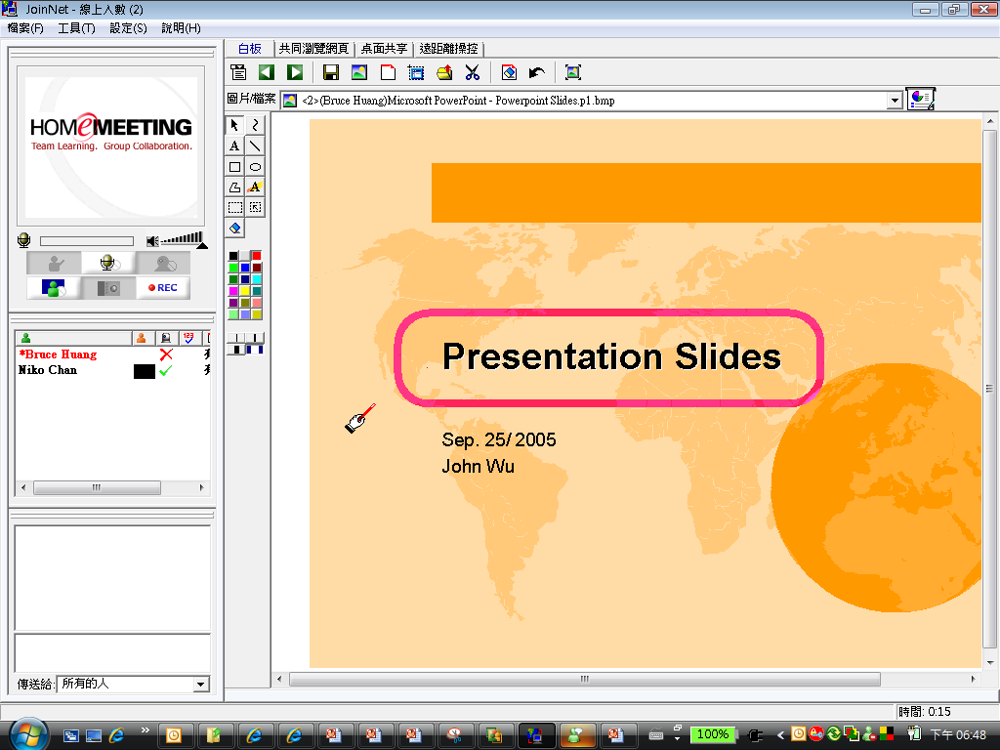 JoinNet - 線上人數 (2)
檔案(F) 工具(T) 設定(S) 說明(H)
HOMeMEETING
Team Learning. Group Collaboration.
REC
123
*Bruce Huang
Niko Chan
傳送給: 所有的人
白板 共同瀏覽網頁 桌面共享 遠距離操控
圖片/檔案 <2>(Bruce Huang)Microsoft PowerPoint - Powerpoint Slides.p1.bmp
A
A
Presentation Slides
Sep. 25/ 2005
John Wu
時間: 0:15
100%
下午 06:48